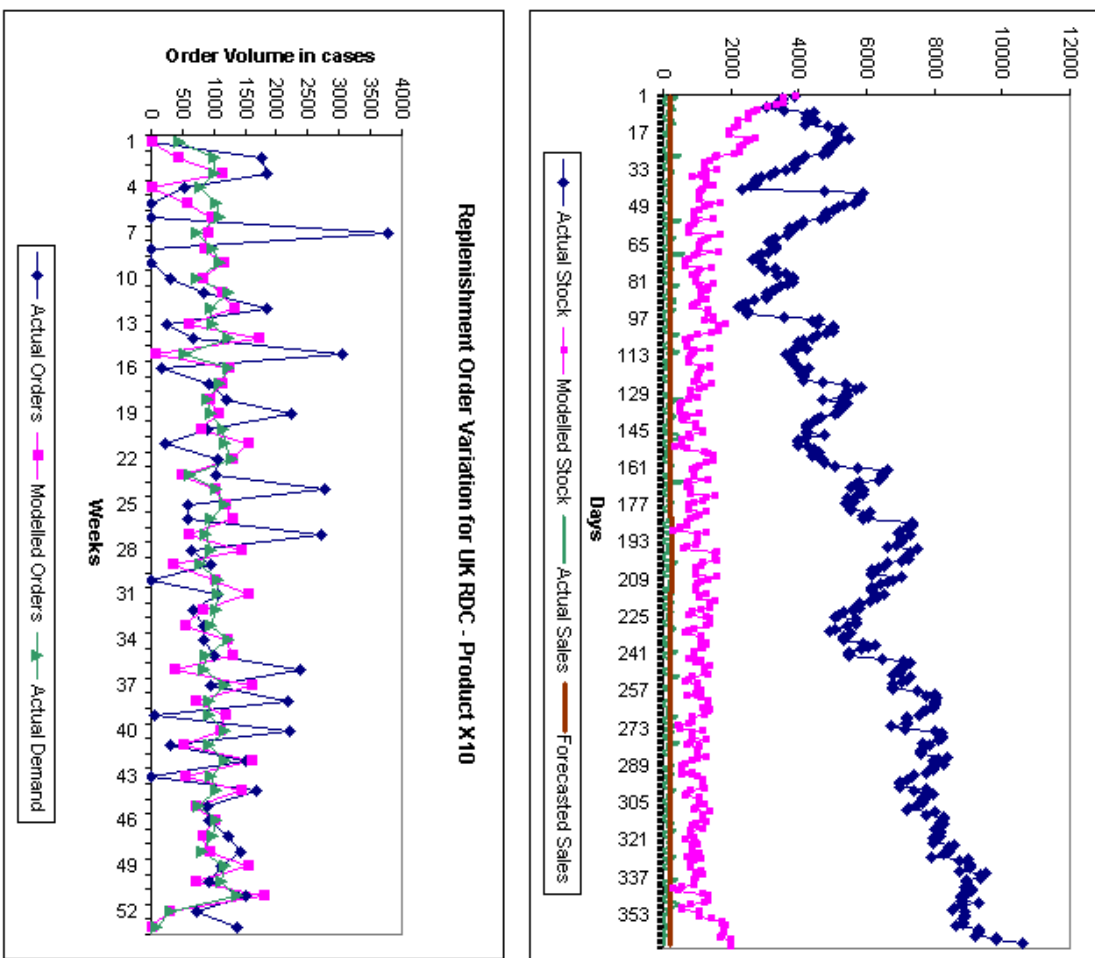 12000
10000
8000
6000
4000
2000
0
1 17 33 49 65 81 97 113 129 145 161 177 193 209 225 241 257 273 289 305 321 337 353
Days
Actual Stock Modelled Stock Actual Sales Forecasted Sales
Replenishment Order Variation for UK RDC - Product X10
Order Volume in cases
4000
3500
3000
2500
2000
1500
1000
500
0
1 4 7 10 13 16 19 22 25 28 31 34 37 40 43 46 49 52
Weeks
Actual Orders Modelled Orders Actual Demand